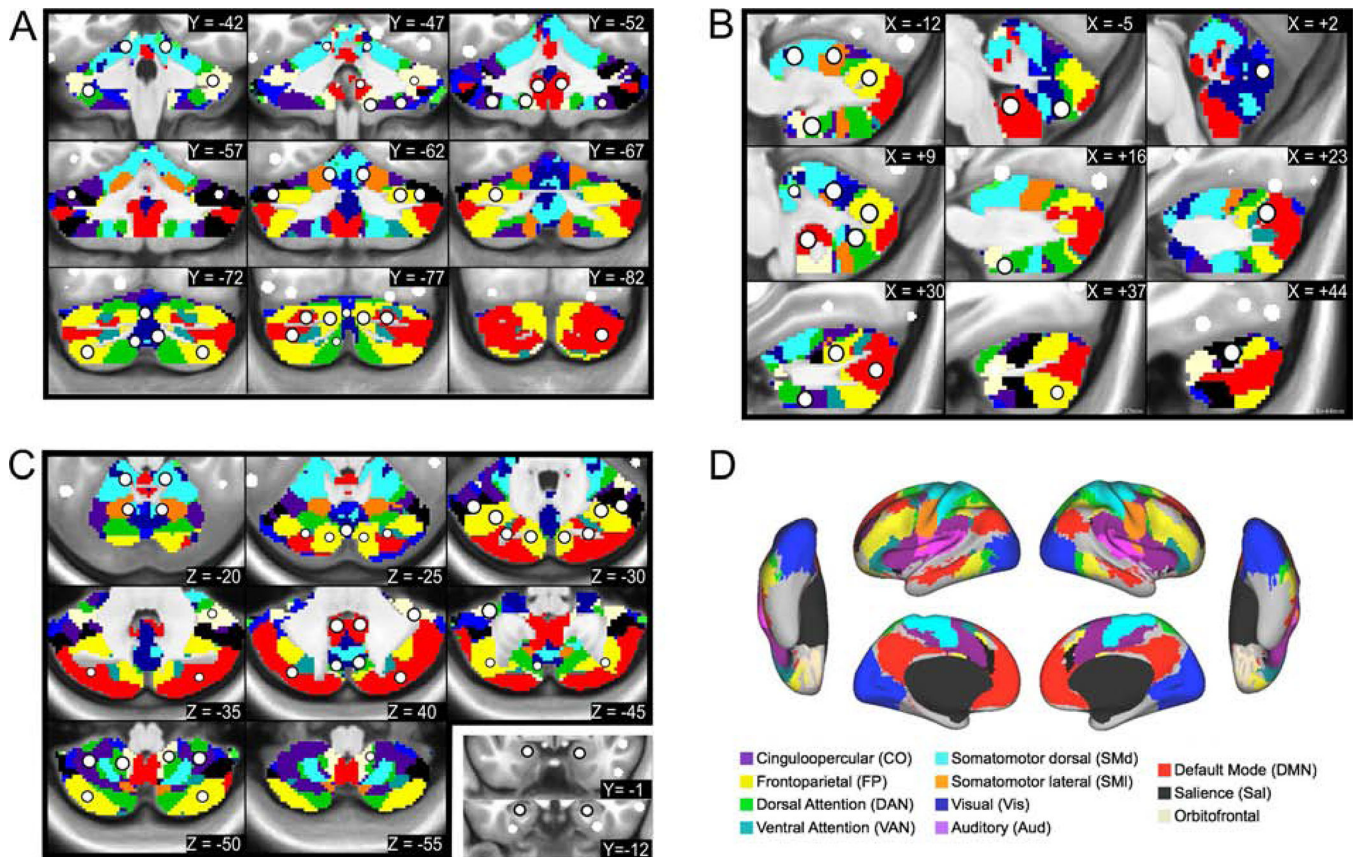 A
Y = -42
Y = -47
Y = -52
Y = -57
Y = -62
Y = -67
Y = -72
Y = -77
Y = -82
B
X = -12
X = -5
X = +2
X = +9
X = +16
X = +23
X = +30
X = +37
X = +44
C
Z = -20
Z = -25
Z = -30
Z = -35
Z = 40
Z = -45
Z = -50
Z = -55
Y= -1
Y=-12
D
Cinguloopercular (CO)
Frontoparietal (FP)
Dorsal Attention (DAN)
Ventral Attention (VAN)
Somatomotor dorsal (SMd)
Somatomotor lateral (SMl)
Visual (Vis)
Auditory (Aud)
Default Mode (DMN)
Salience (Sal)
Orbitofrontal